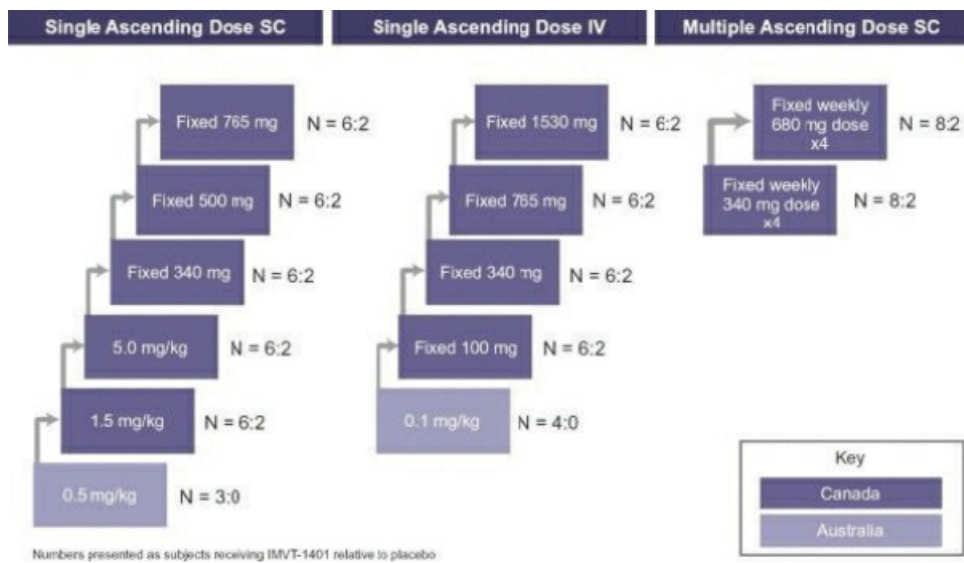 Single Ascending Dose SC
Fixed 765 mg
N = 6:2
Fixed 500 mg
N = 6:2
Fixed 340 mg
N = 6:2
5.0 mg/kg
N = 6:2
1.5 mg/kg
N = 6:2
0.5 mg/kg
N = 3:0
Single Ascending Dose IV
Fixed 1530 mg
N = 6:2
Fixed 765 mg
N = 6:2
Fixed 340 mg
N = 6:2
Fixed 100 mg
N = 6:2
0.1 mg/kg
N = 4:0
Multiple Ascending Dose SC
Fixed weekly
680 mg dose
x4
N = 8:2
Fixed weekly
340 mg dose
x4
N = 8:2
Key
Canada
Australia
Numbers presented as subjects receiving IMVT-1401 relative to placebo